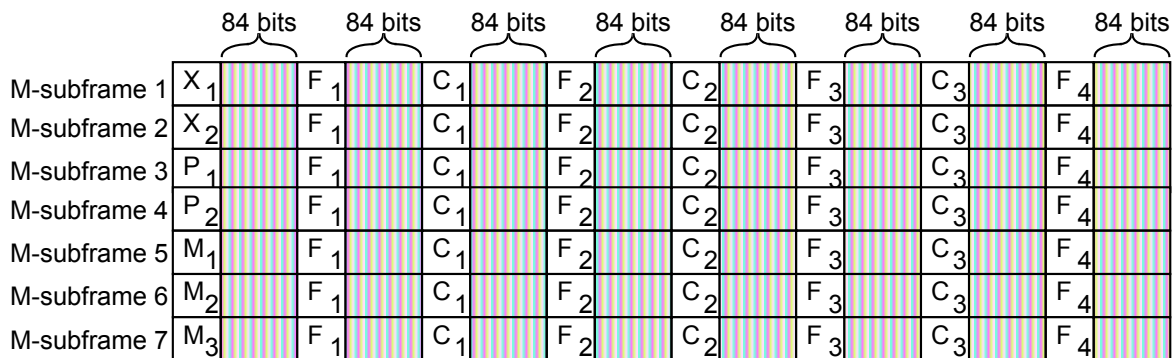 84 bits 84 bits 84 bits 84 bits 84 bits 84 bits 84 bits 84 bits
M-subframe 1 X1 F1 C1 F2 C2 F3 C3 F4
M-subframe 2 X2 F1 C1 F2 C2 F3 C3 F4
M-subframe 3 P1 F1 C1 F2 C2 F3 C3 F4
M-subframe 4 P2 F1 C1 F2 C2 F3 C3 F4
M-subframe 5 M1 F1 C1 F2 C2 F3 C3 F4
M-subframe 6 M2 F1 C1 F2 C2 F3 C3 F4
M-subframe 7 M3 F1 C1 F2 C2 F3 C3 F4